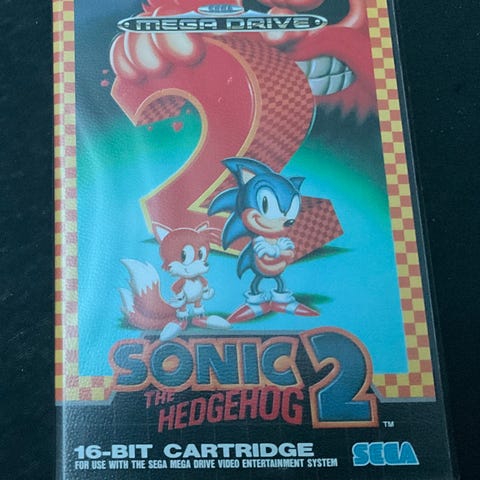 SEGA
MEGA DRIVE
2
SONIC
THE
HEDGEHOG 2
TM
16-BIT CARTRIDGE
FOR USE WITH THE SEGA MEGA DRIVE VIDEO ENTERTAINMENT SYSTEM
SEGA